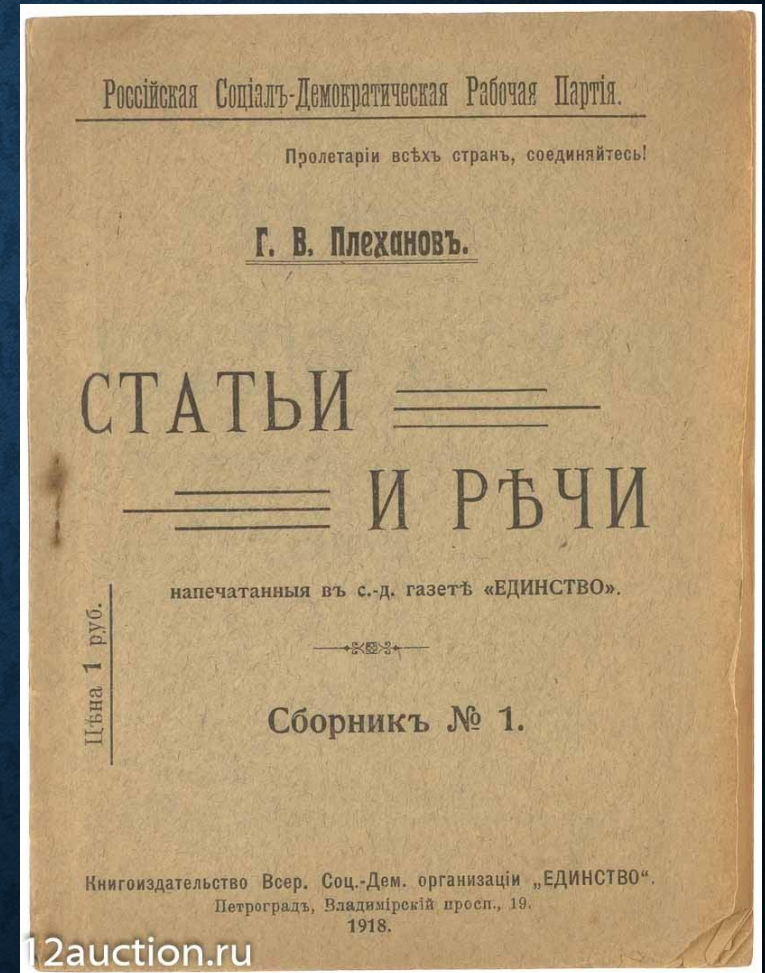 Россійская Соціалъ-Демократическая Рабочая Партія.
Пролетаріи всѣхъ странъ, соединяйтесь!
Г. В. Плехановъ.
СТАТЬИ
И РѢЧИ
напечатанныя въ с.-д. газетѣ «ЕДИНСТВО».
Цѣна 1 руб.
Сборникъ № 1.
Книгоиздательство Всер. Соц.-Дем. организаціи „ЕДИНСТВО“.
Петроградъ, Владимірскій просп., 19.
1918.
12auction.ru